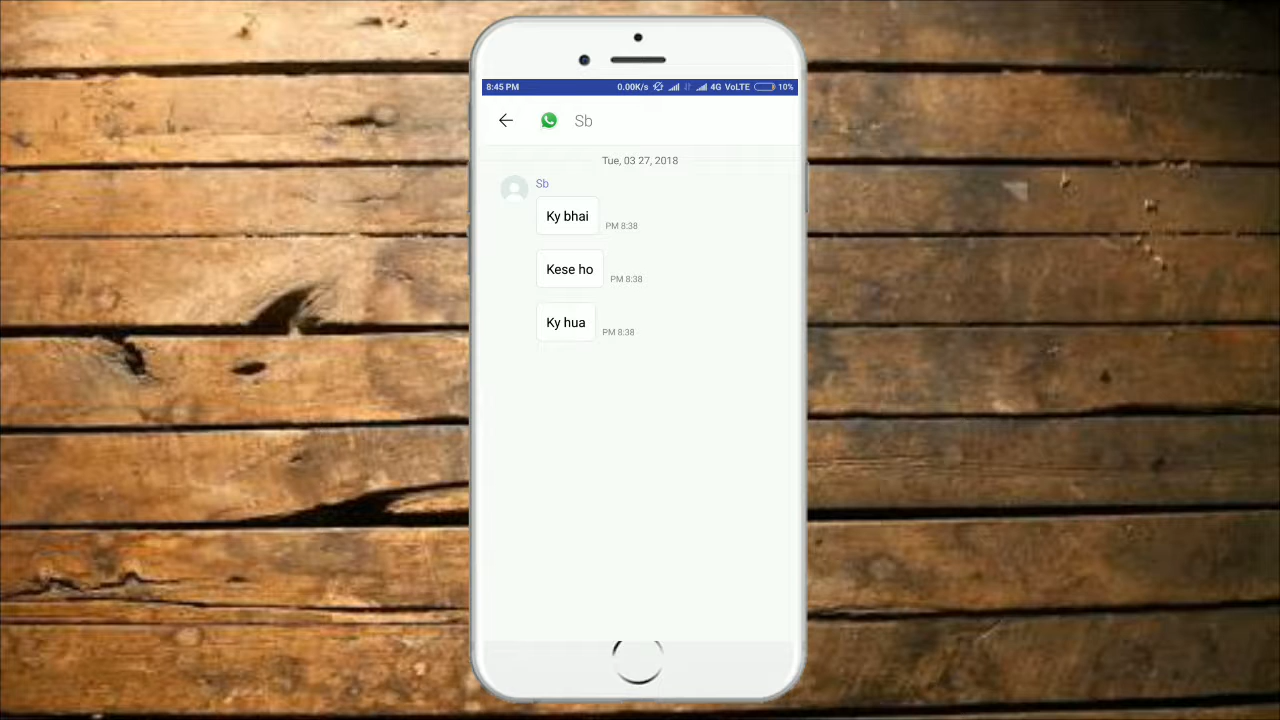 8:45 PM 0.00K/s 4G VoLTE 10%
Sb
Tue, 03 27, 2018
Sb
Ky bhai
PM 8:38
Kese ho
PM 8:38
Ky hua
PM 8:38